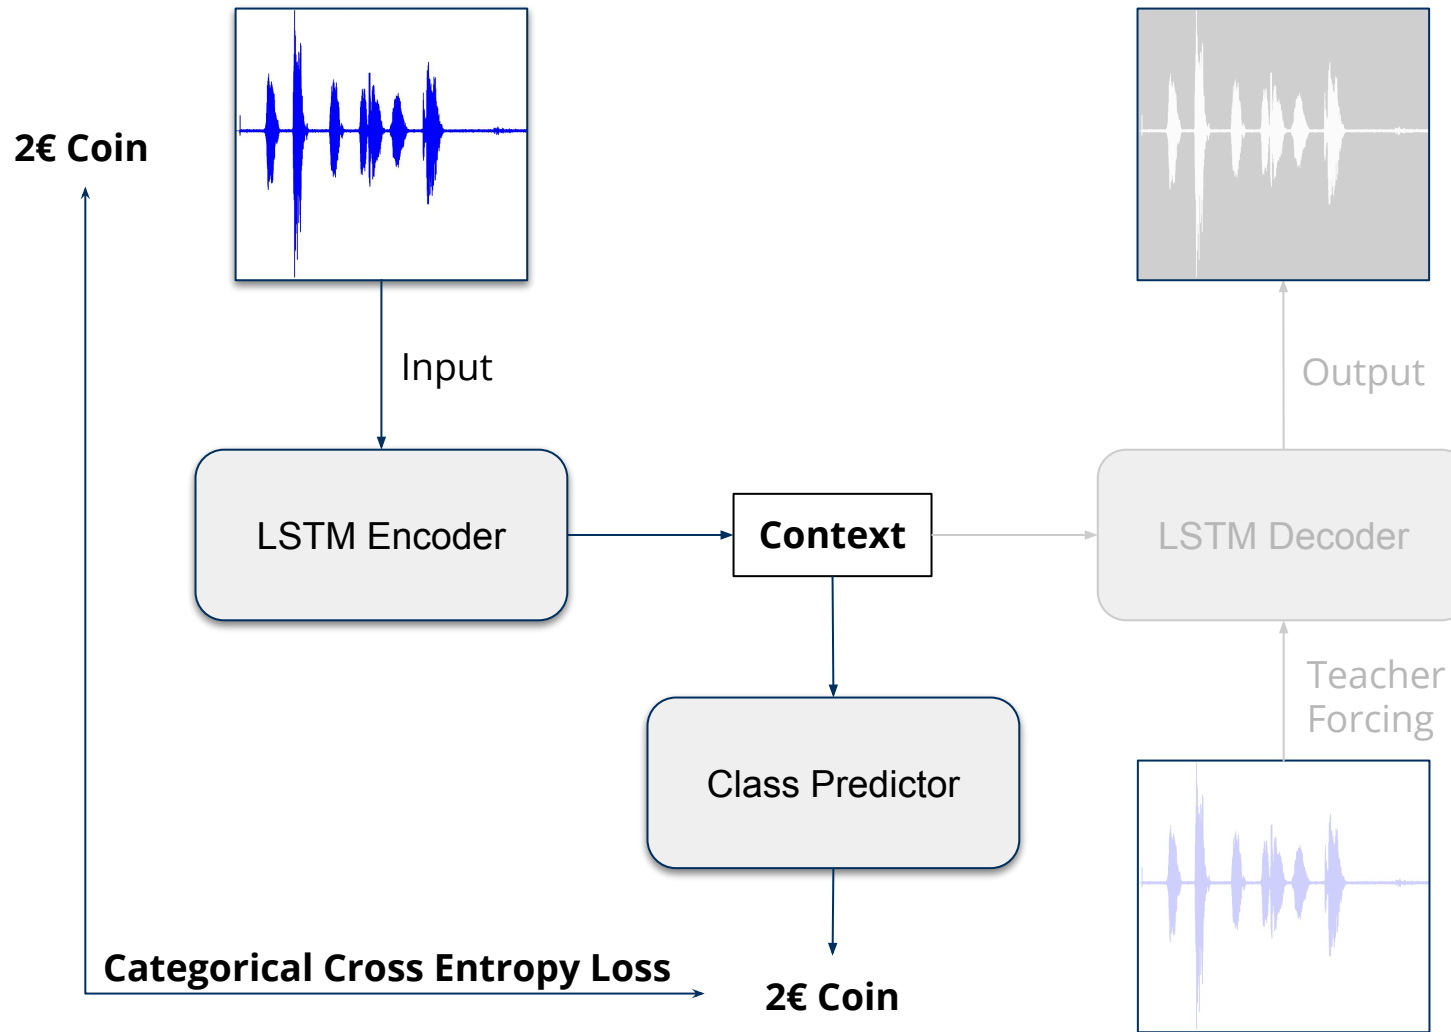 2€ Coin
Input
Output
LSTM Encoder
Context
LSTM Decoder
Teacher
Forcing
Class Predictor
Categorical Cross Entropy Loss
2€ Coin